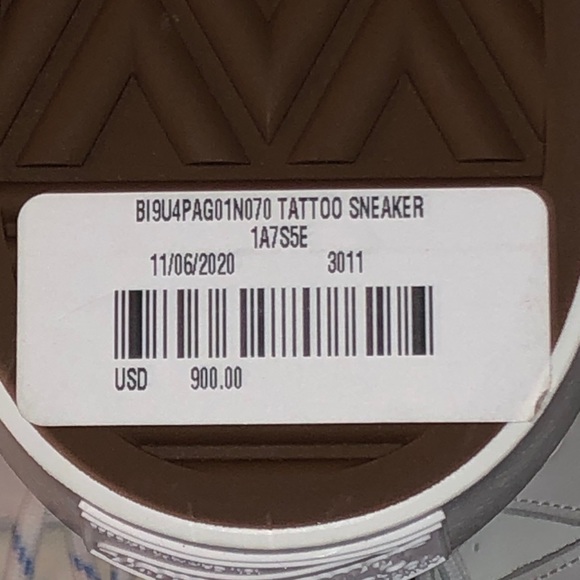 BI9U4PAG01N070 TATTOO SNEAKER
1A7S5E
11/06/2020 3011
USD 900.00